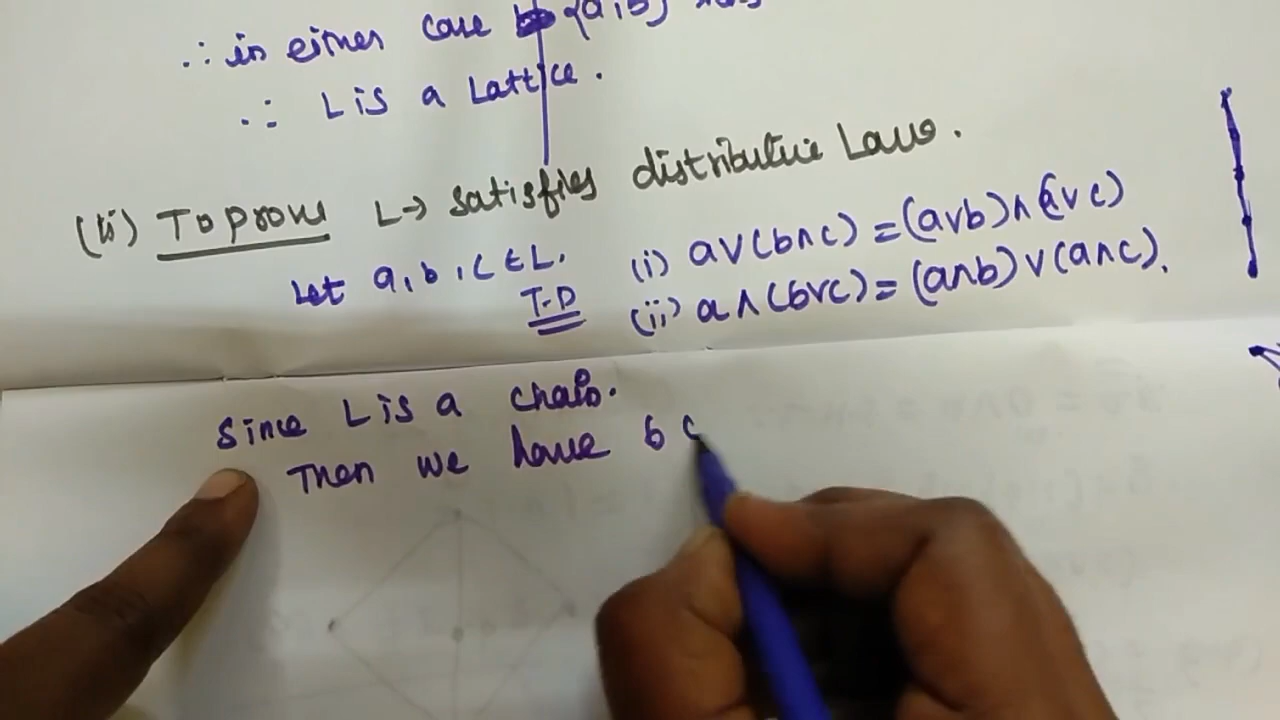 ∴ in either case {a,b}
∴ L is a Lattice.
(ii) To prove L→ satisfies distributive Laws.
Let a, b, c ∈ L. (i) a∨(b∧c) = (a∨b)∧(a∨c)
T.P (ii) a∧(b∨c) = (a∧b)∨(a∧c).
Since L is a chain.
Then we have 6